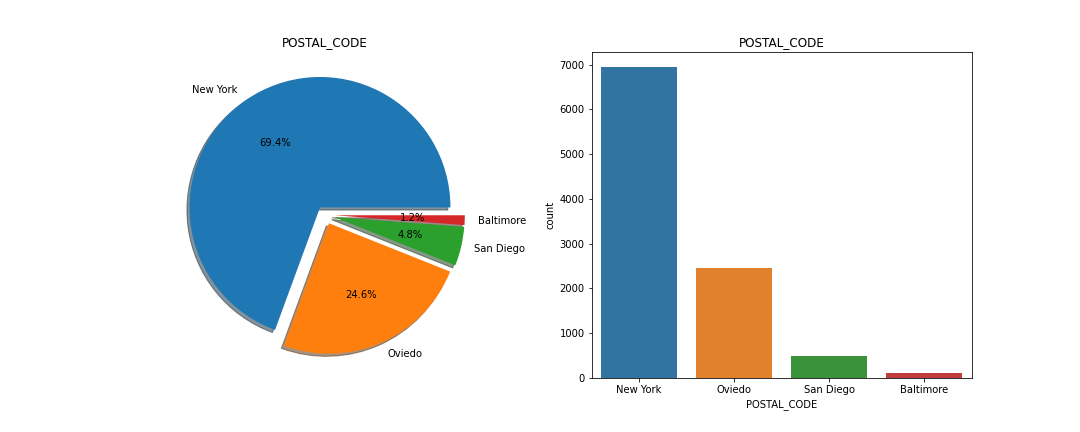 POSTAL_CODE
New York
69.4%
1.2%
Baltimore
4.8%
San Diego
24.6%
Oviedo
POSTAL_CODE
7000
6000
5000
4000
3000
2000
1000
0
count
New York
Oviedo
San Diego
Baltimore
POSTAL_CODE